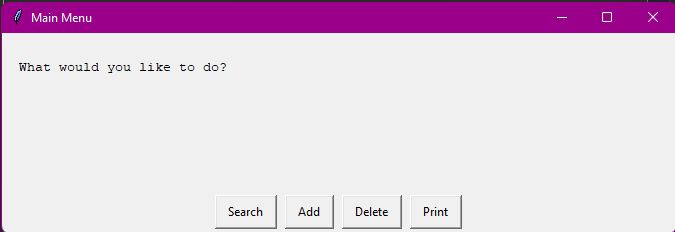 Main Menu
What would you like to do?
Search Add Delete Print